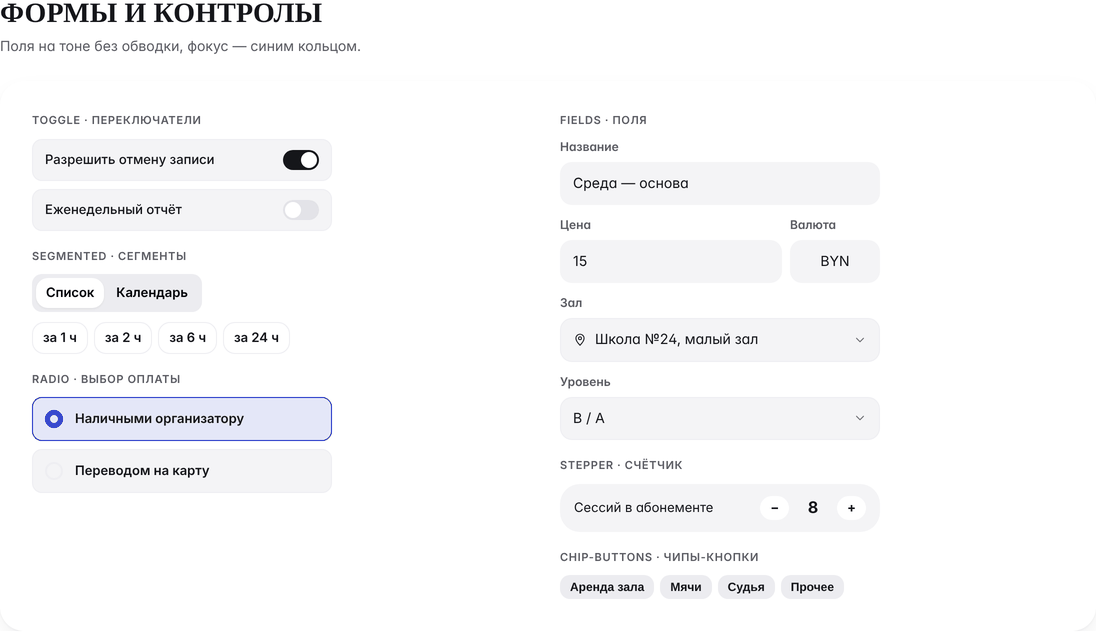 ФОРМЫ И КОНТРОЛЫ
Поля на тоне без обводки, фокус — синим кольцом.
TOGGLE · ПЕРЕКЛЮЧАТЕЛИ
Разрешить отмену записи
Еженедельный отчёт
SEGMENTED · СЕГМЕНТЫ
Список Календарь
за 1 ч за 2 ч за 6 ч за 24 ч
RADIO · ВЫБОР ОПЛАТЫ
Наличными организатору
Переводом на карту
FIELDS · ПОЛЯ
Название
Среда — основа
Цена Валюта
15 BYN
Зал
Школа №24, малый зал
Уровень
B / A
STEPPER · СЧЁТЧИК
Сессий в абонементе − 8 +
CHIP-BUTTONS · ЧИПЫ-КНОПКИ
Аренда зала Мячи Судья Прочее